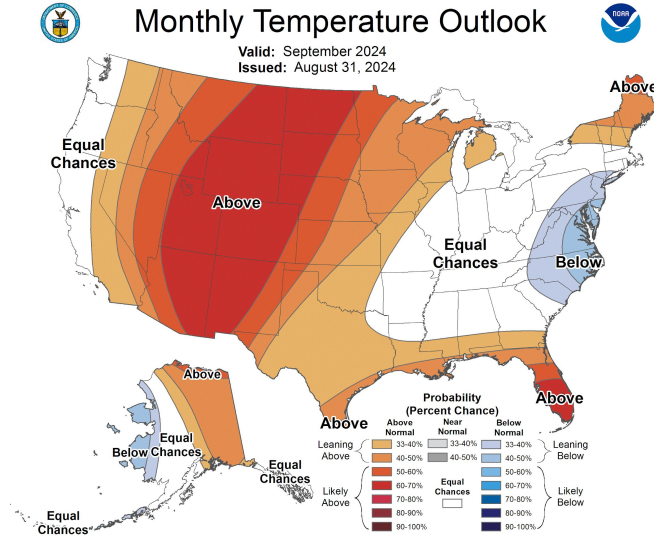 Monthly Temperature Outlook
NOAA
Valid: September 2024
Issued: August 31, 2024
Above
Equal
Chances
Above
Equal
Chances
Below
Above
Above
Above
Below
Equal
Chances
Equal
Chances
Equal
Chances
Probability
(Percent Chance)
Above
Normal
Near
Normal
Below
Normal
Leaning
Above
33-40%
33-40%
33-40%
Leaning
Below
40-50%
40-50%
40-50%
Likely
Above
50-60%
50-60%
60-70%
60-70%
70-80%
70-80%
80-90%
80-90%
90-100%
90-100%
Equal
Chances
Likely
Below